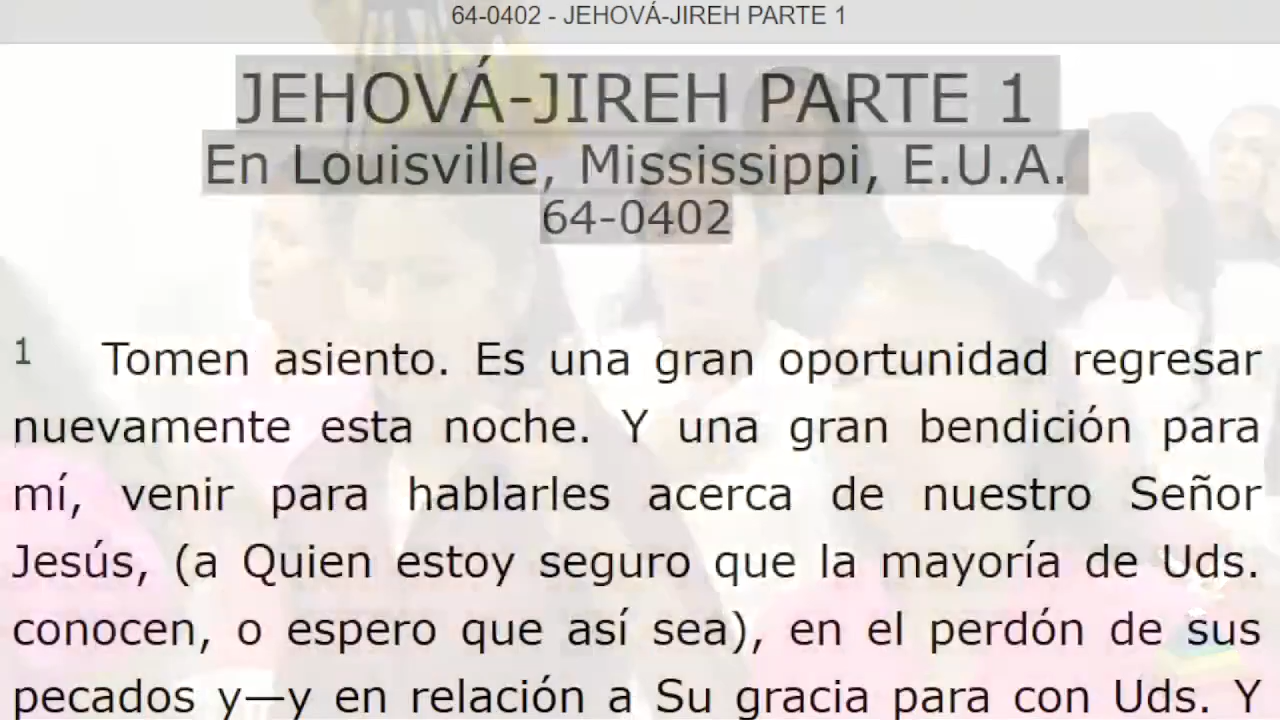 64-0402 - JEHOVÁ-JIREH PARTE 1
JEHOVÁ-JIREH PARTE 1
En Louisville, Mississippi, E.U.A.
64-0402
1 Tomen asiento. Es una gran oportunidad regresar
nuevamente esta noche. Y una gran bendición para
mí, venir para hablarles acerca de nuestro Señor
Jesús, (a Quien estoy seguro que la mayoría de Uds.
conocen, o espero que así sea), en el perdón de sus
pecados y—y en relación a Su gracia para con Uds. Y